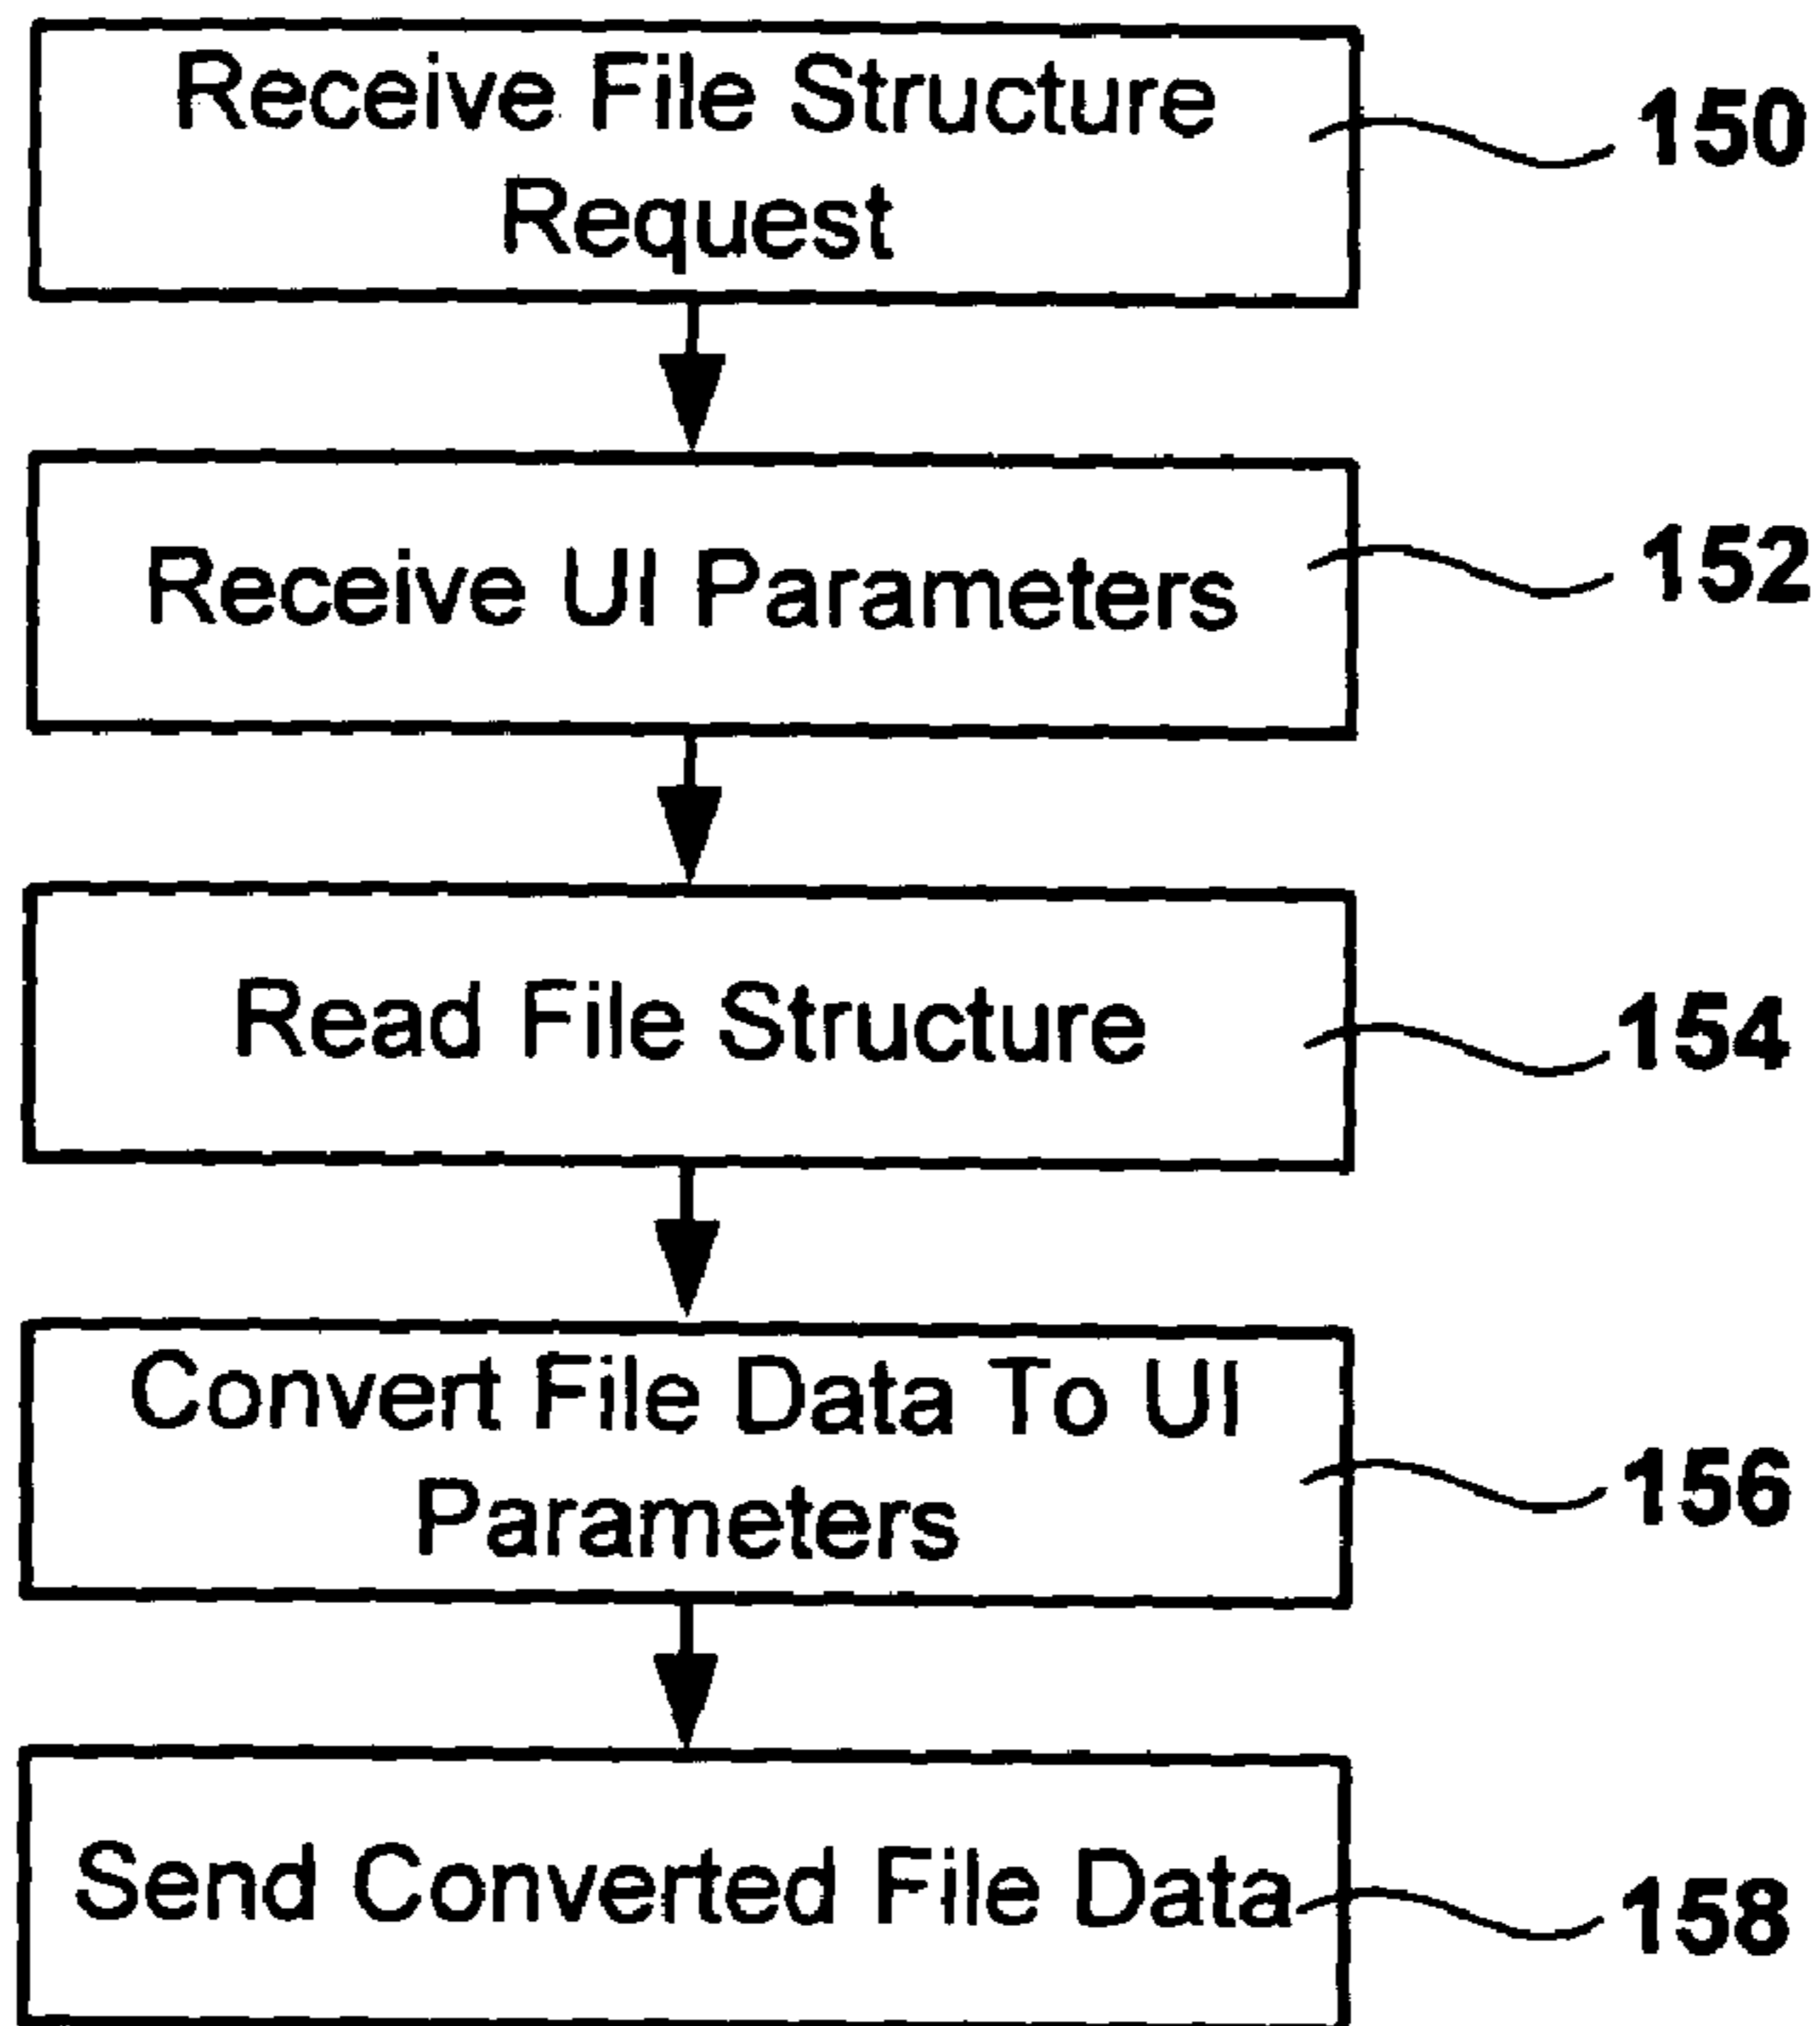 Receive File Structure
Request
150
Receive UI Parameters
152
Read File Structure
154
Convert File Data To UI
Parameters
156
Send Converted File Data
158